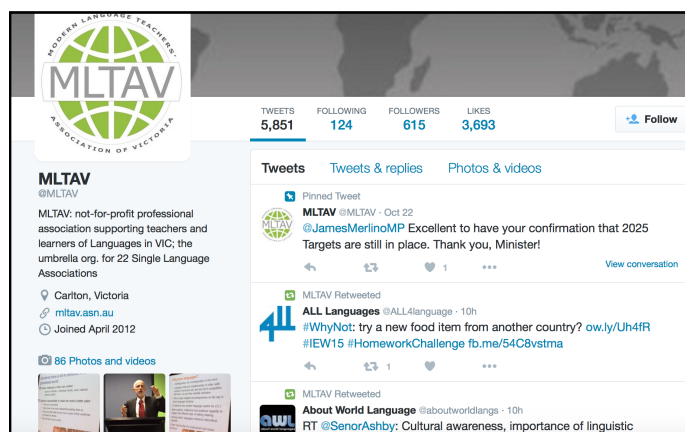 MODERN LANGUAGE TEACHERS'
MLTAV
ASSOCIATION OF VICTORIA
TWEETS FOLLOWING FOLLOWERS LIKES
5,851 124 615 3,693
Follow
MLTAV
@MLTAV
MLTAV: not-for-profit professional
association supporting teachers and
learners of Languages in VIC; the
umbrella org. for 22 Single Language
Associations
Carlton, Victoria
mltav.asn.au
Joined April 2012
86 Photos and videos
Tweets Tweets & replies Photos & videos
Pinned Tweet
MLTAV
MLTAV @MLTAV · Oct 22
@JamesMerlinoMP Excellent to have your confirmation that 2025
Targets are still in place. Thank you, Minister!
1
View conversation
MLTAV Retweeted
4ll
ALL Languages @ALL4language · 10h
#WhyNot: try a new food item from another country? ow.ly/Uh4fR
#IEW15 #HomeworkChallenge fb.me/54C8vstma
1
MLTAV Retweeted
awl
About World Language @aboutworldlangs · 10h
RT @SenorAshby: Cultural awareness, importance of linguistic